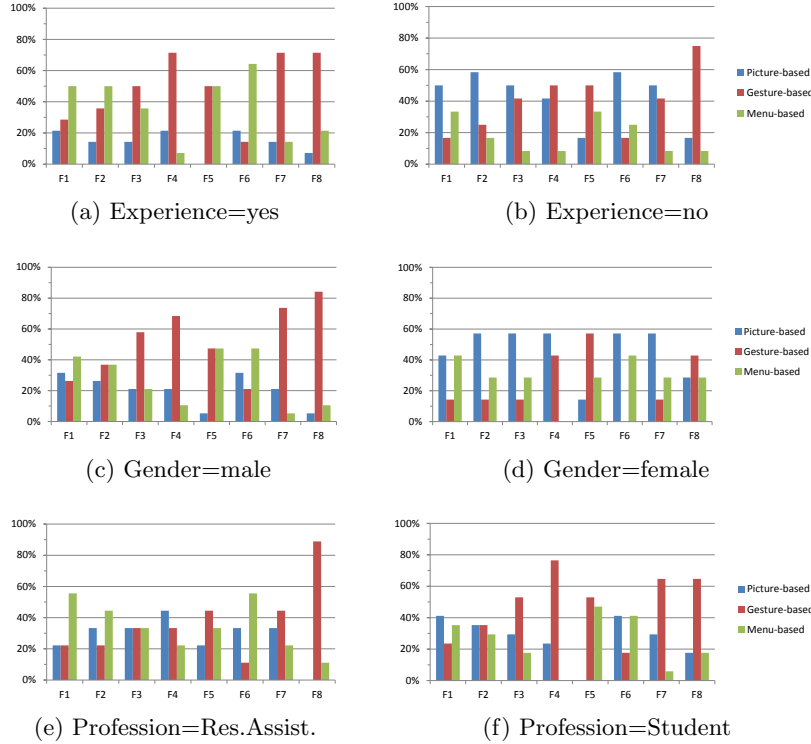 100%
80%
60%
40%
20%
0%
F1 F2 F3 F4 F5 F6 F7 F8
(a) Experience=yes
100%
80%
60%
40%
20%
0%
F1 F2 F3 F4 F5 F6 F7 F8
Picture-based
Gesture-based
Menu-based
(b) Experience=no
100%
80%
60%
40%
20%
0%
F1 F2 F3 F4 F5 F6 F7 F8
(c) Gender=male
100%
80%
60%
40%
20%
0%
F1 F2 F3 F4 F5 F6 F7 F8
Picture-based
Gesture-based
Menu-based
(d) Gender=female
100%
80%
60%
40%
20%
0%
F1 F2 F3 F4 F5 F6 F7 F8
(e) Profession=Res.Assist.
100%
80%
60%
40%
20%
0%
F1 F2 F3 F4 F5 F6 F7 F8
Picture-based
Gesture-based
Menu-based
(f) Profession=Student